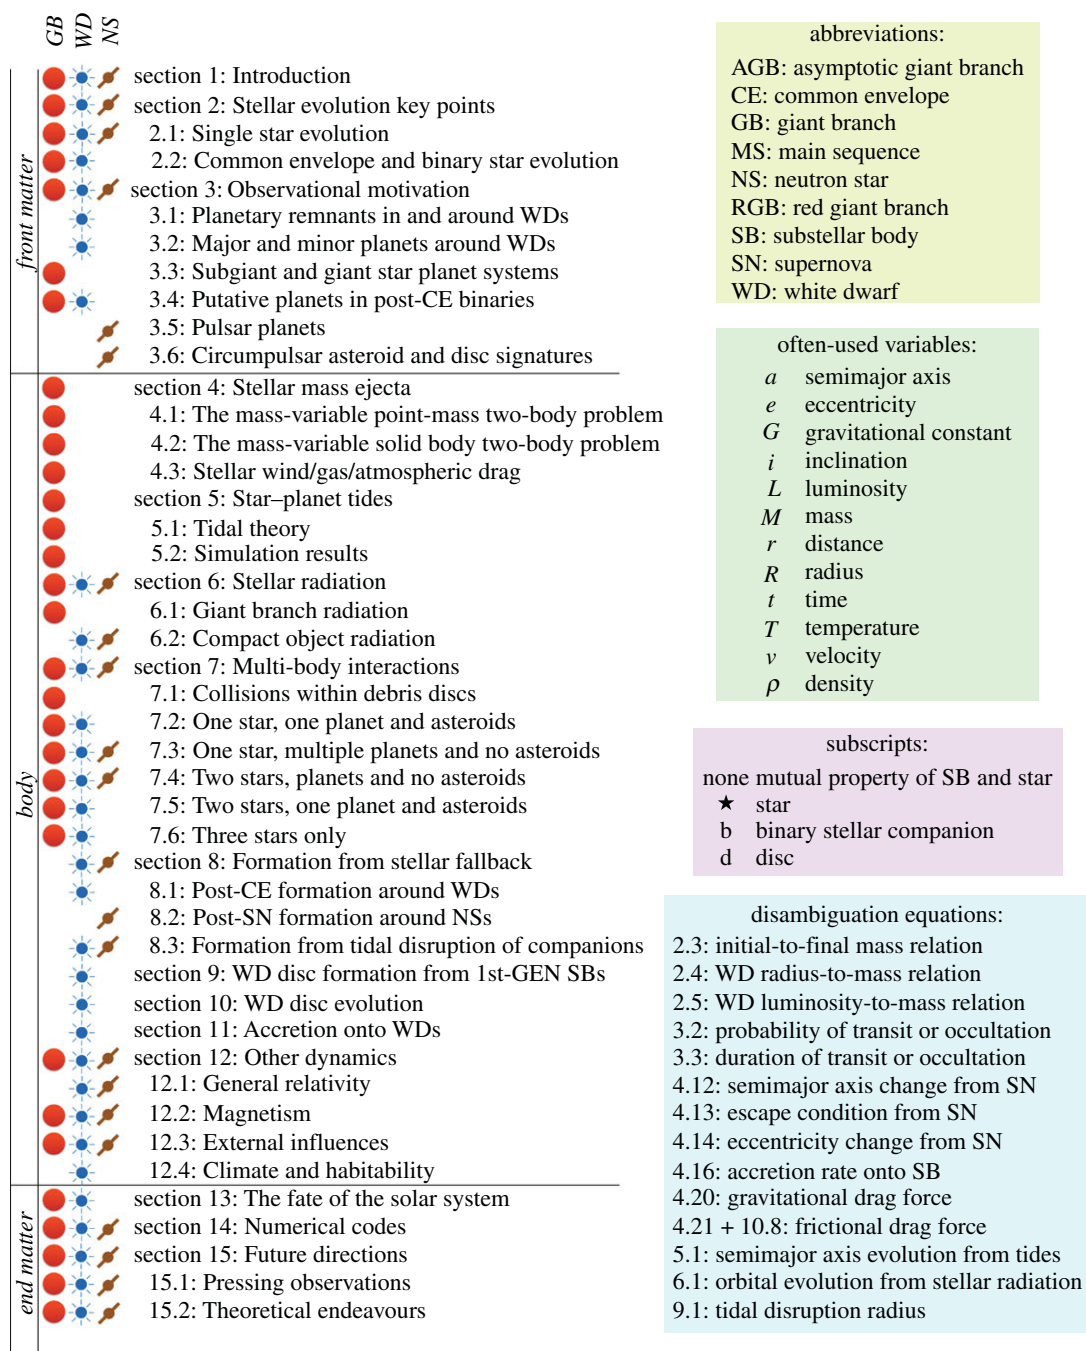 GB WD NS
front matter
section 1: Introduction
section 2: Stellar evolution key points
2.1: Single star evolution
2.2: Common envelope and binary star evolution
section 3: Observational motivation
3.1: Planetary remnants in and around WDs
3.2: Major and minor planets around WDs
3.3: Subgiant and giant star planet systems
3.4: Putative planets in post-CE binaries
3.5: Pulsar planets
3.6: Circumpulsar asteroid and disc signatures
body
section 4: Stellar mass ejecta
4.1: The mass-variable point-mass two-body problem
4.2: The mass-variable solid body two-body problem
4.3: Stellar wind/gas/atmospheric drag
section 5: Star–planet tides
5.1: Tidal theory
5.2: Simulation results
section 6: Stellar radiation
6.1: Giant branch radiation
6.2: Compact object radiation
section 7: Multi-body interactions
7.1: Collisions within debris discs
7.2: One star, one planet and asteroids
7.3: One star, multiple planets and no asteroids
7.4: Two stars, planets and no asteroids
7.5: Two stars, one planet and asteroids
7.6: Three stars only
section 8: Formation from stellar fallback
8.1: Post-CE formation around WDs
8.2: Post-SN formation around NSs
8.3: Formation from tidal disruption of companions
section 9: WD disc formation from 1st-GEN SBs
section 10: WD disc evolution
section 11: Accretion onto WDs
section 12: Other dynamics
12.1: General relativity
12.2: Magnetism
12.3: External influences
12.4: Climate and habitability
end matter
section 13: The fate of the solar system
section 14: Numerical codes
section 15: Future directions
15.1: Pressing observations
15.2: Theoretical endeavours
abbreviations:
AGB: asymptotic giant branch
CE: common envelope
GB: giant branch
MS: main sequence
NS: neutron star
RGB: red giant branch
SB: substellar body
SN: supernova
WD: white dwarf
often-used variables:
a semimajor axis
e eccentricity
G gravitational constant
i inclination
L luminosity
M mass
r distance
R radius
t time
T temperature
v velocity
ρ density
subscripts:
none mutual property of SB and star
★ star
b binary stellar companion
d disc
disambiguation equations:
2.3: initial-to-final mass relation
2.4: WD radius-to-mass relation
2.5: WD luminosity-to-mass relation
3.2: probability of transit or occultation
3.3: duration of transit or occultation
4.12: semimajor axis change from SN
4.13: escape condition from SN
4.14: eccentricity change from SN
4.16: accretion rate onto SB
4.20: gravitational drag force
4.21 + 10.8: frictional drag force
5.1: semimajor axis evolution from tides
6.1: orbital evolution from stellar radiation
9.1: tidal disruption radius